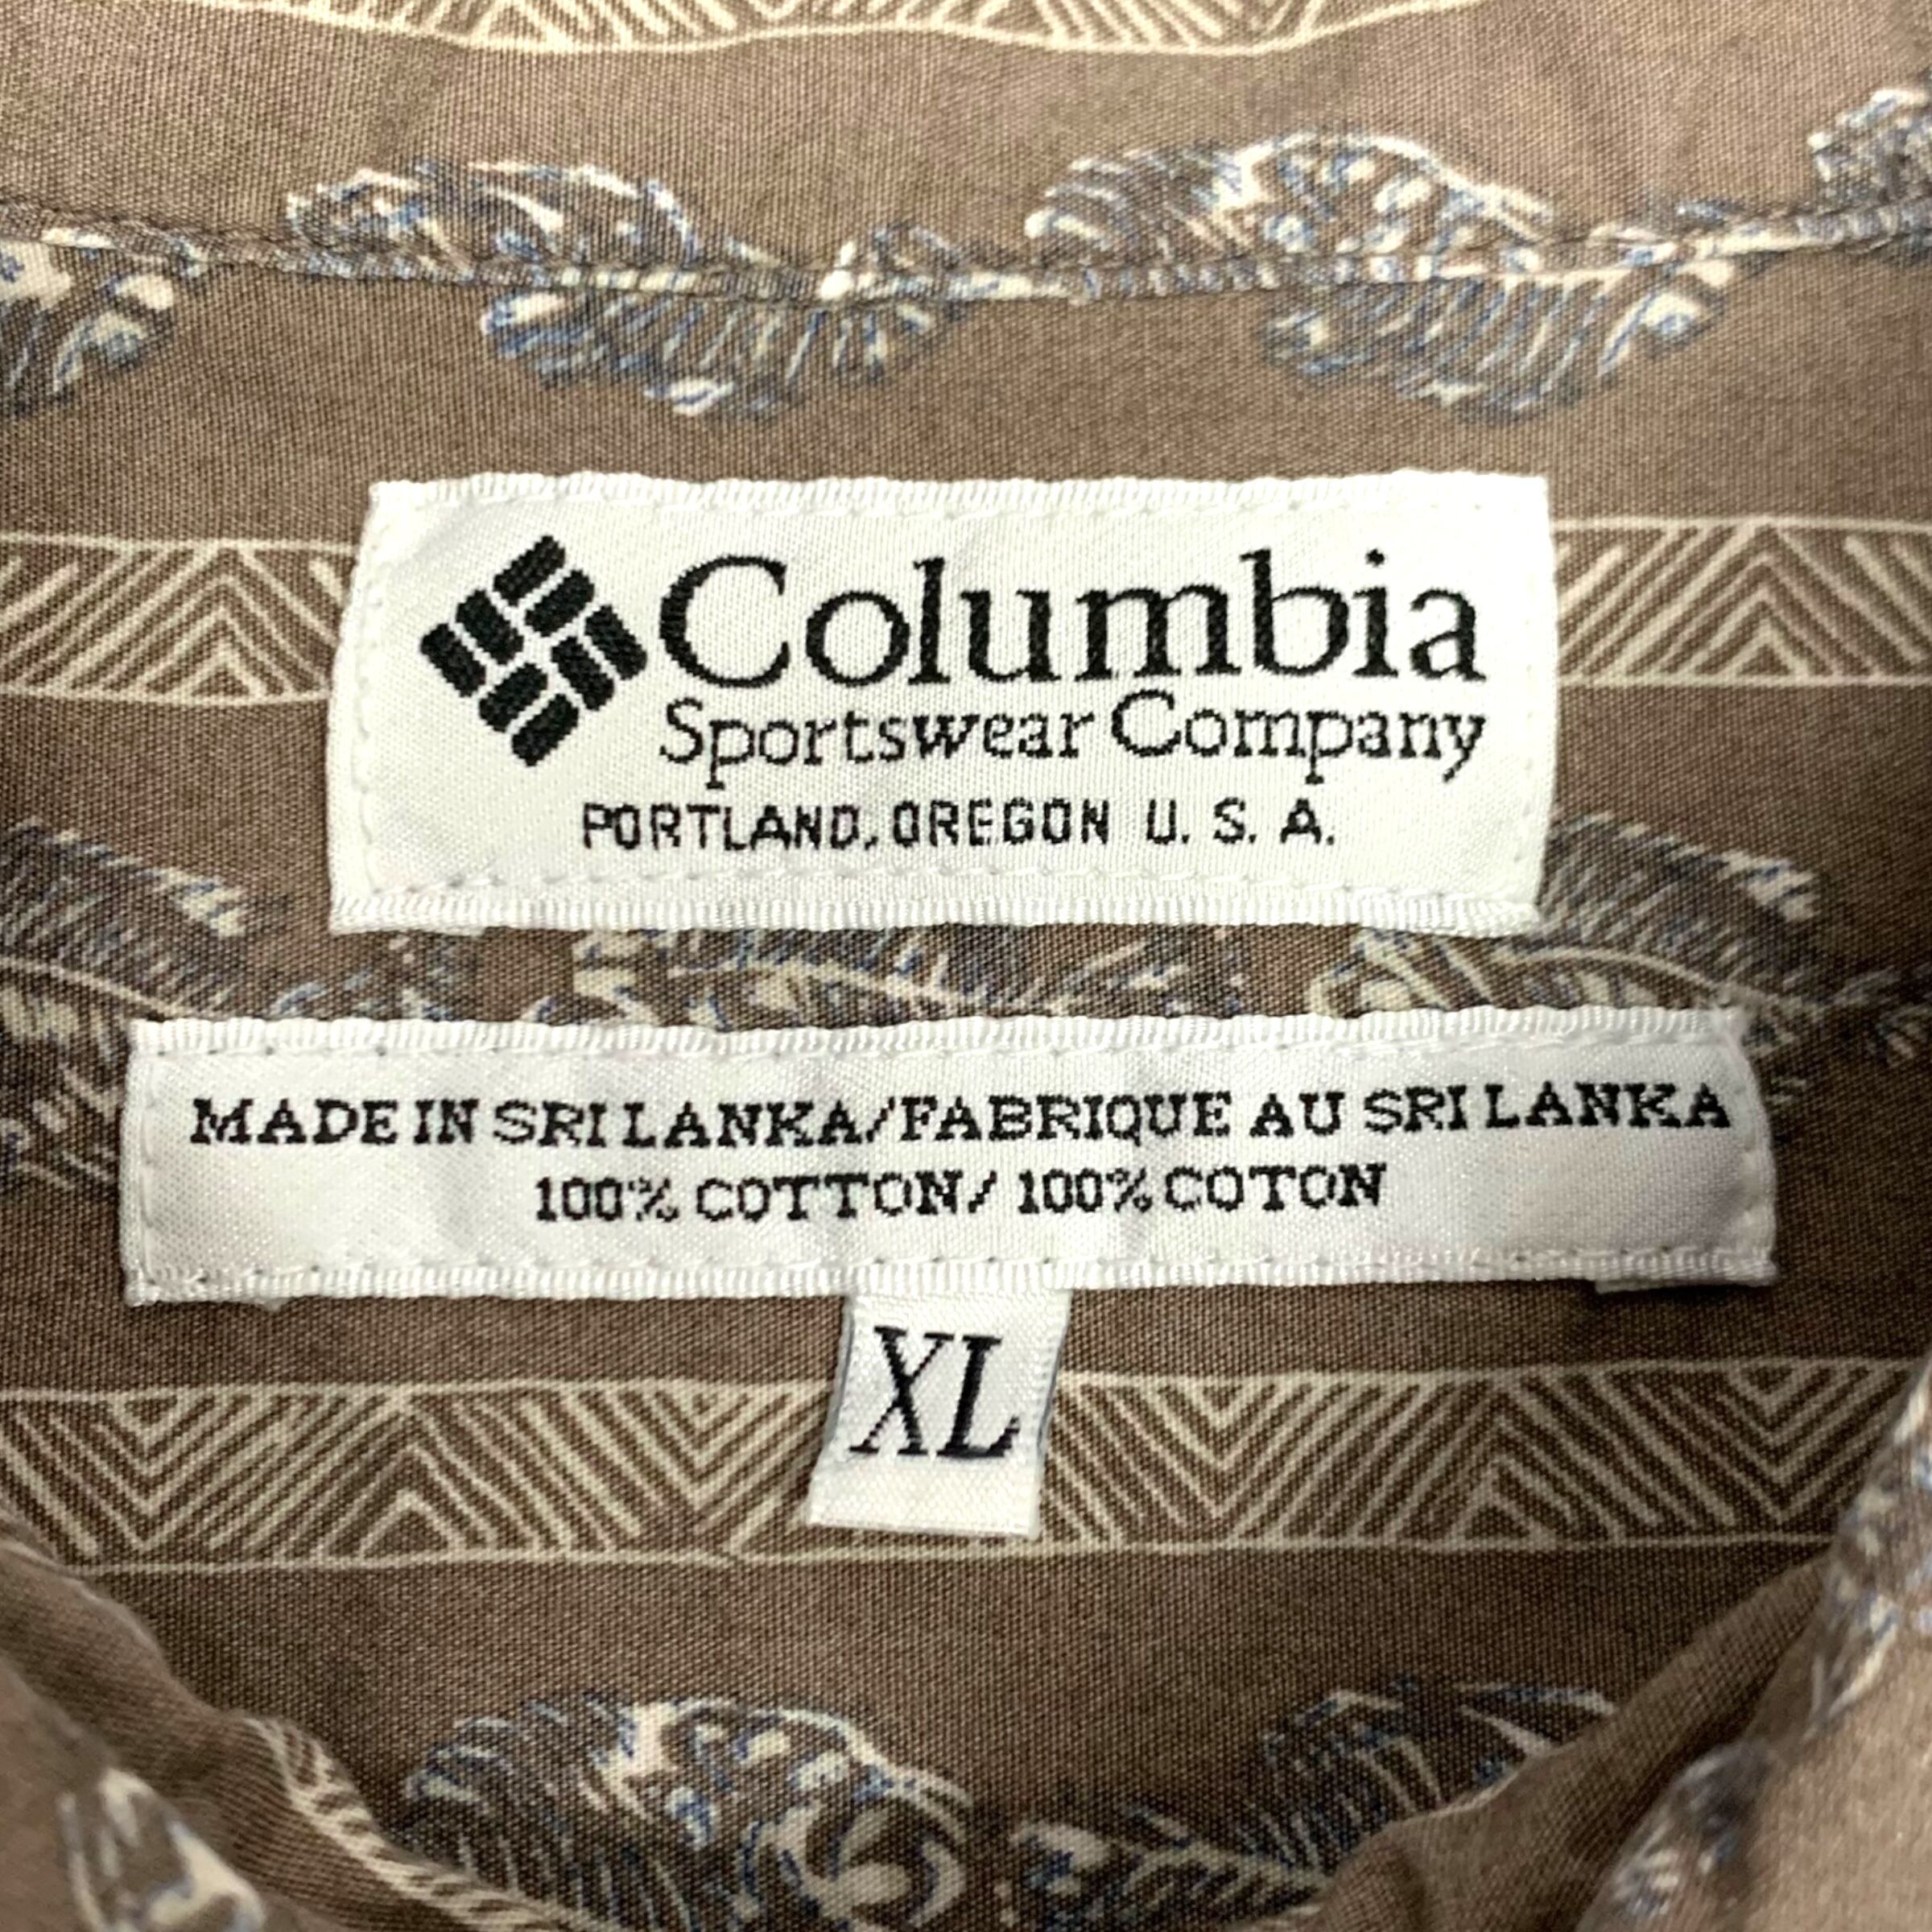 Columbia
Sportswear Company
PORTLAND, OREGON U. S. A.
MADE IN SRI LANKA/FABRIQUE AU SRI LANKA
100% COTTON/ 100% COTON
XL